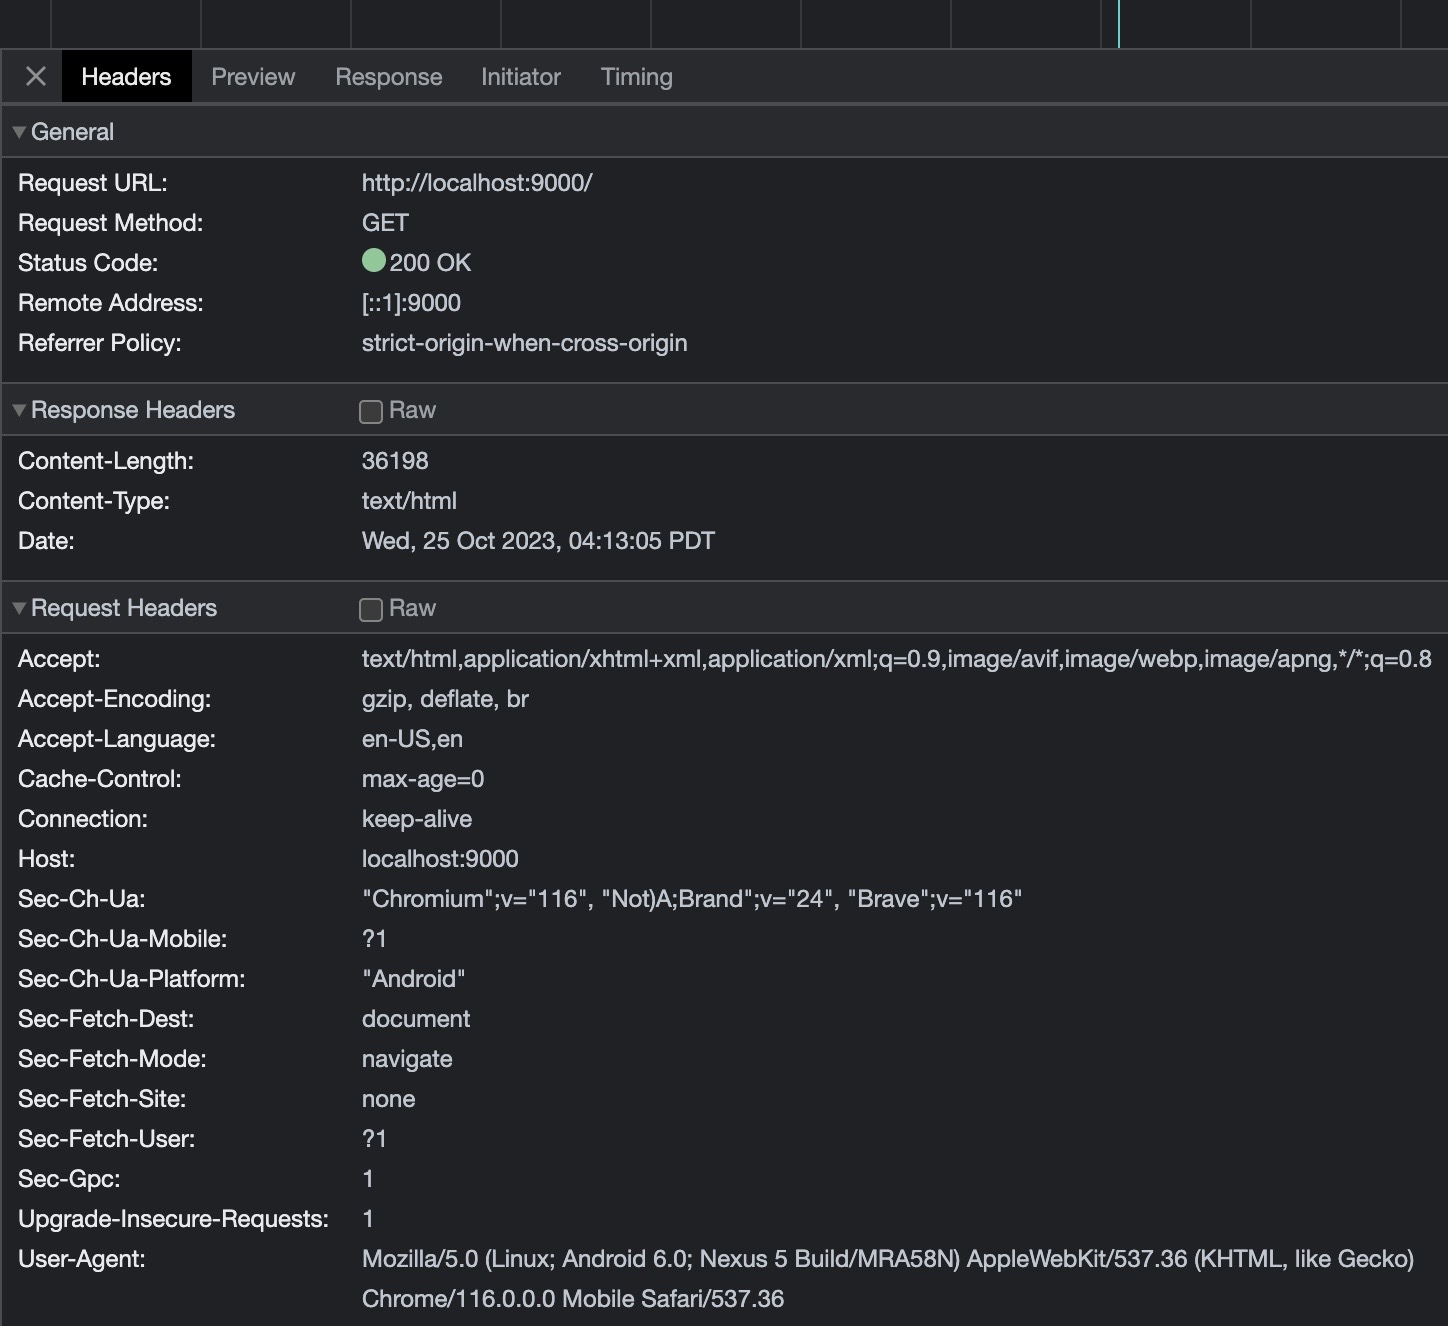 Headers Preview Response Initiator Timing
General
Request URL: http://localhost:9000/
Request Method: GET
Status Code: 200 OK
Remote Address: [::1]:9000
Referrer Policy: strict-origin-when-cross-origin
Response Headers Raw
Content-Length: 36198
Content-Type: text/html
Date: Wed, 25 Oct 2023, 04:13:05 PDT
Request Headers Raw
Accept: text/html,application/xhtml+xml,application/xml;q=0.9,image/avif,image/webp,image/apng,*/*;q=0.8
Accept-Encoding: gzip, deflate, br
Accept-Language: en-US,en
Cache-Control: max-age=0
Connection: keep-alive
Host: localhost:9000
Sec-Ch-Ua: "Chromium";v="116", "Not)A;Brand";v="24", "Brave";v="116"
Sec-Ch-Ua-Mobile: ?1
Sec-Ch-Ua-Platform: "Android"
Sec-Fetch-Dest: document
Sec-Fetch-Mode: navigate
Sec-Fetch-Site: none
Sec-Fetch-User: ?1
Sec-Gpc: 1
Upgrade-Insecure-Requests: 1
User-Agent: Mozilla/5.0 (Linux; Android 6.0; Nexus 5 Build/MRA58N) AppleWebKit/537.36 (KHTML, like Gecko)
Chrome/116.0.0.0 Mobile Safari/537.36